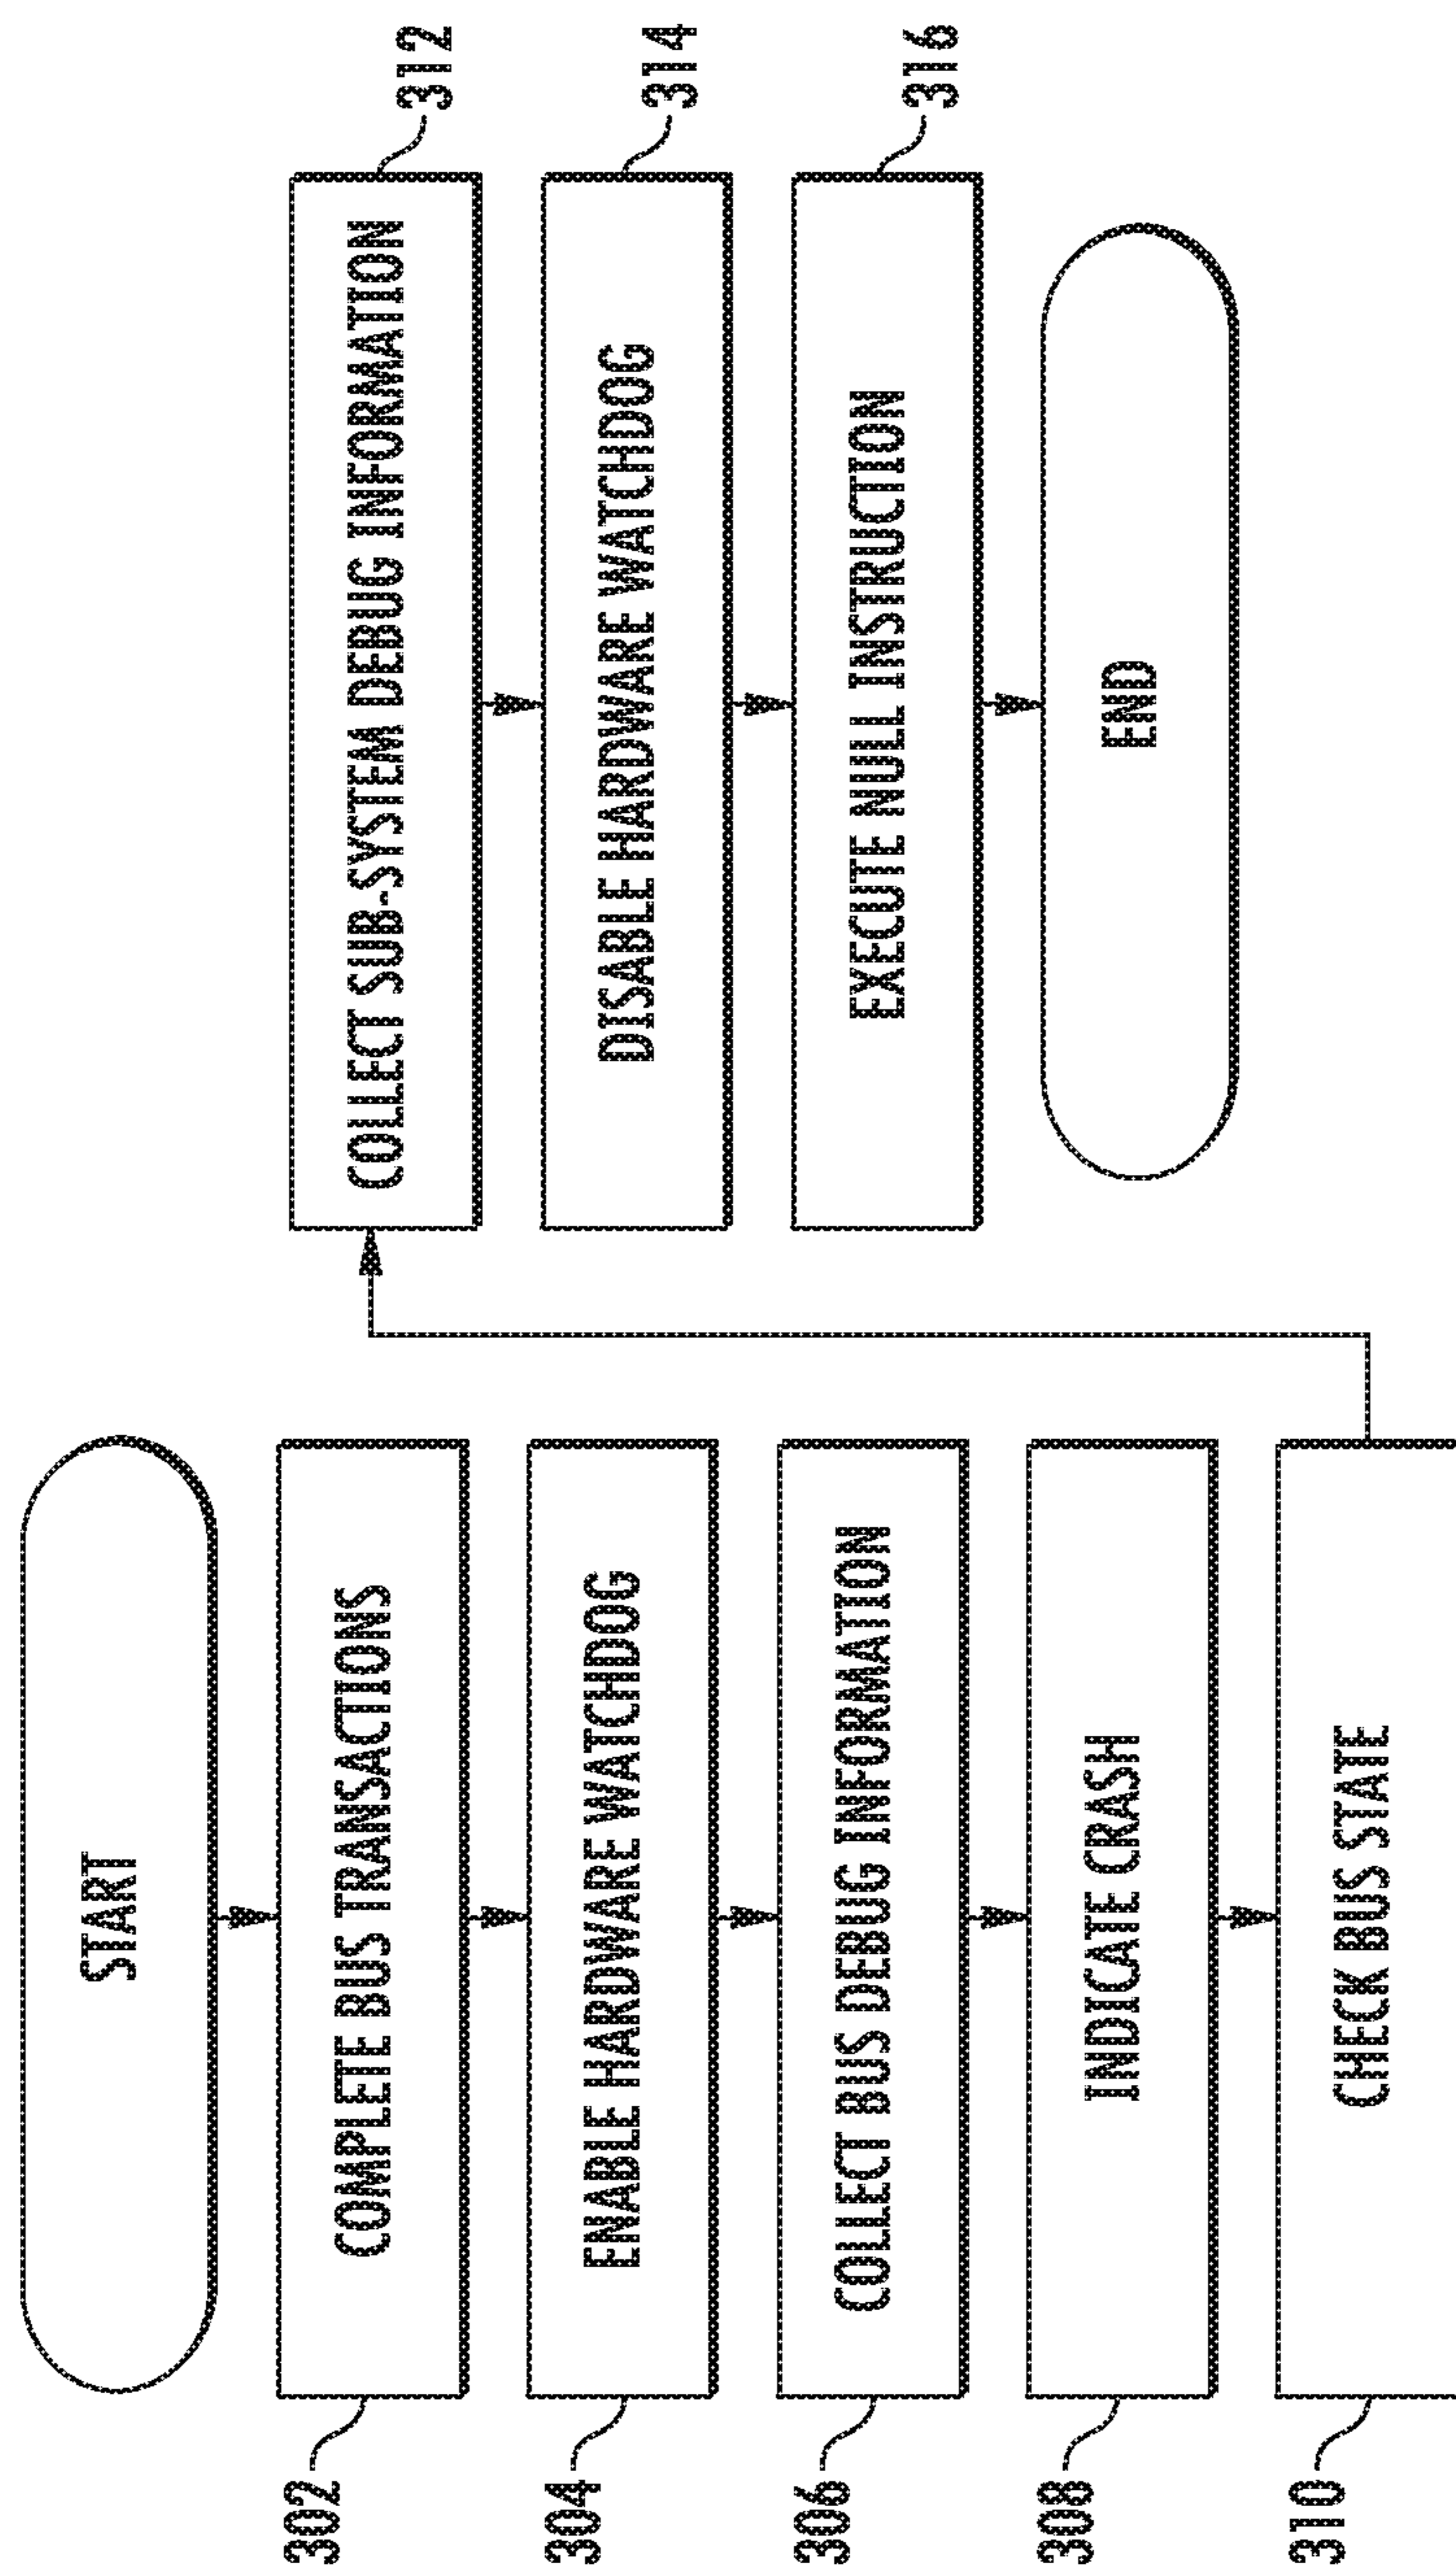 START
302
COMPLETE BUS TRANSACTIONS
304
ENABLE HARDWARE WATCHDOG
306
COLLECT BUS DEBUG INFORMATION
308
INDICATE CRASH
310
CHECK BUS STATE
COLLECT SUB-SYSTEM DEBUG INFORMATION
312
DISABLE HARDWARE WATCHDOG
314
EXECUTE NULL INSTRUCTION
316
END